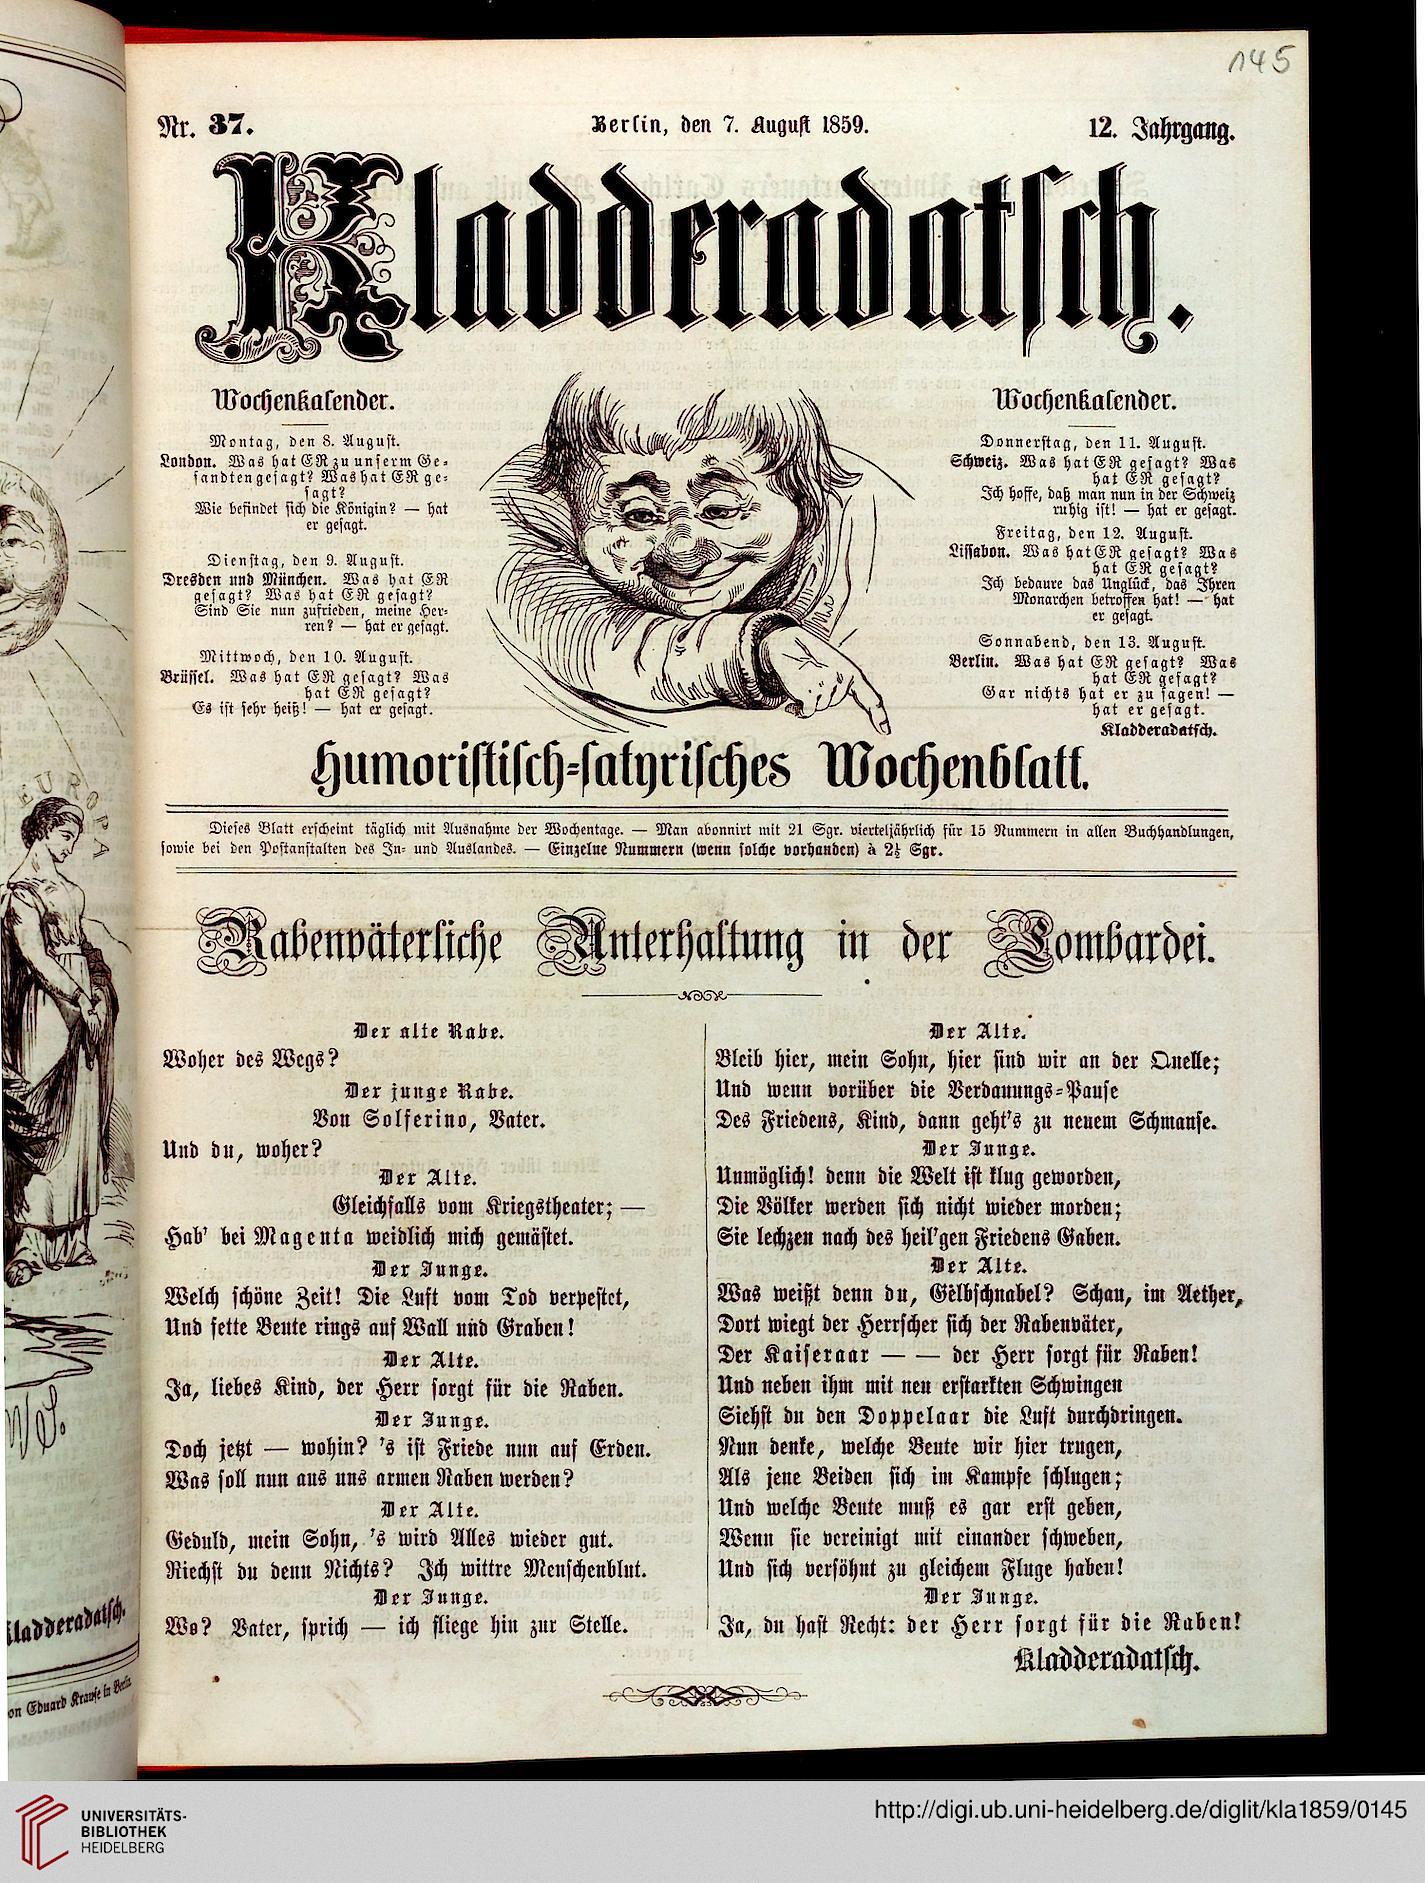 145
Nr. 37.
Berlin, den 7. August 1859.
12. Jahrgang.
Kladderadatsch.
Wochenkalender.
Montag, den 8. August.
London. Was hat ER zu unserm Ge-
sandten gesagt? Was hat ER ge-
sagt?
Wie befindet sich die Königin? — hat
er gesagt.
Dienstag, den 9. August.
Dresden und München. Was hat ER
gesagt? Was hat ER gesagt?
Sind Sie nun zufrieden, meine Her-
ren? — hat er gesagt.
Mittwoch, den 10. August.
Brüssel. Was hat ER gesagt? Was
hat ER gesagt?
Es ist sehr heiß! — hat er gesagt.
Wochenkalender.
Donnerstag, den 11. August.
Schweiz. Was hat ER gesagt? Was
hat ER gesagt?
Ich hoffe, daß man nun in der Schweiz
ruhig ist! — hat er gesagt.
Freitag, den 12. August.
Lissabon. Was hat ER gesagt? Was
hat ER gesagt?
Ich bedaure das Unglück, das Ihren
Monarchen betroffen hat! — hat
er gesagt.
Sonnabend, den 13. August.
Berlin. Was hat ER gesagt? Was
hat ER gesagt?
Gar nichts hat er zu sagen! —
hat er gesagt.
Kladderadatsch.
Humoristisch-satyrisches Wochenblatt.
Dieses Blatt erscheint täglich mit Ausnahme der Wochentage. — Man abonnirt mit 21 Sgr. vierteljährlich für 15 Nummern in allen Buchhandlungen,
sowie bei den Postanstalten des In- und Auslandes. — Einzelne Nummern (wenn solche vorhanden) à 2½ Sgr.
Rabenväterliche Unterhaltung in der Lombardei.
Der alte Rabe.
Woher des Wegs?
Der junge Rabe.
Von Solferino, Vater.
Und du, woher?
Der Alte.
Gleichfalls vom Kriegstheater; —
Hab' bei Magenta weidlich mich gemästet.
Der Junge.
Welch schöne Zeit! Die Luft vom Tod verpestet,
Und fette Beute rings auf Wall und Graben!
Der Alte.
Ja, liebes Kind, der Herr sorgt für die Raben.
Der Junge.
Doch jetzt — wohin? 's ist Friede nun auf Erden.
Was soll nun aus uns armen Raben werden?
Der Alte.
Geduld, mein Sohn, 's wird Alles wieder gut.
Riechst du denn Nichts? Ich wittre Menschenblut.
Der Junge.
Wo? Vater, sprich — ich fliege hin zur Stelle.
Der Alte.
Bleib hier, mein Sohn, hier sind wir an der Quelle;
Und wenn vorüber die Verdauungs-Pause
Des Friedens, Kind, dann geht's zu neuem Schmause.
Der Junge.
Unmöglich! denn die Welt ist klug geworden,
Die Völker werden sich nicht wieder morden;
Sie lechzen nach des heil'gen Friedens Gaben.
Der Alte.
Was weißt denn du, Gelbschnabel? Schau, im Aether,
Dort wiegt der Herrscher sich der Rabenväter,
Der Kaiseraar — — der Herr sorgt für Raben!
Und neben ihm mit neu erstarkten Schwingen
Siehst du den Doppelaar die Luft durchdringen.
Nun denke, welche Beute wir hier trugen,
Als jene Beiden sich im Kampfe schlugen;
Und welche Beute muß es gar erst geben,
Wenn sie vereinigt mit einander schweben,
Und sich versöhnt zu gleichem Fluge haben!
Der Junge.
Ja, du hast Recht: der Herr sorgt für die Raben!
Kladderadatsch.
EUROPA
WS.
Kladderadatsch.
von Eduard Krause in Berlin.
UNIVERSITÄTS-
BIBLIOTHEK
HEIDELBERG
http://digi.ub.uni-heidelberg.de/diglit/kla1859/0145